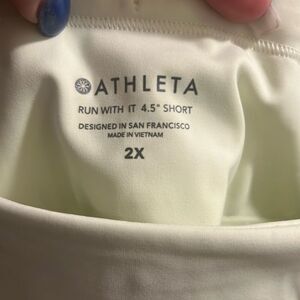 ATHLETA
RUN WITH IT 4.5" SHORT
DESIGNED IN SAN FRANCISCO
MADE IN VIETNAM
2X